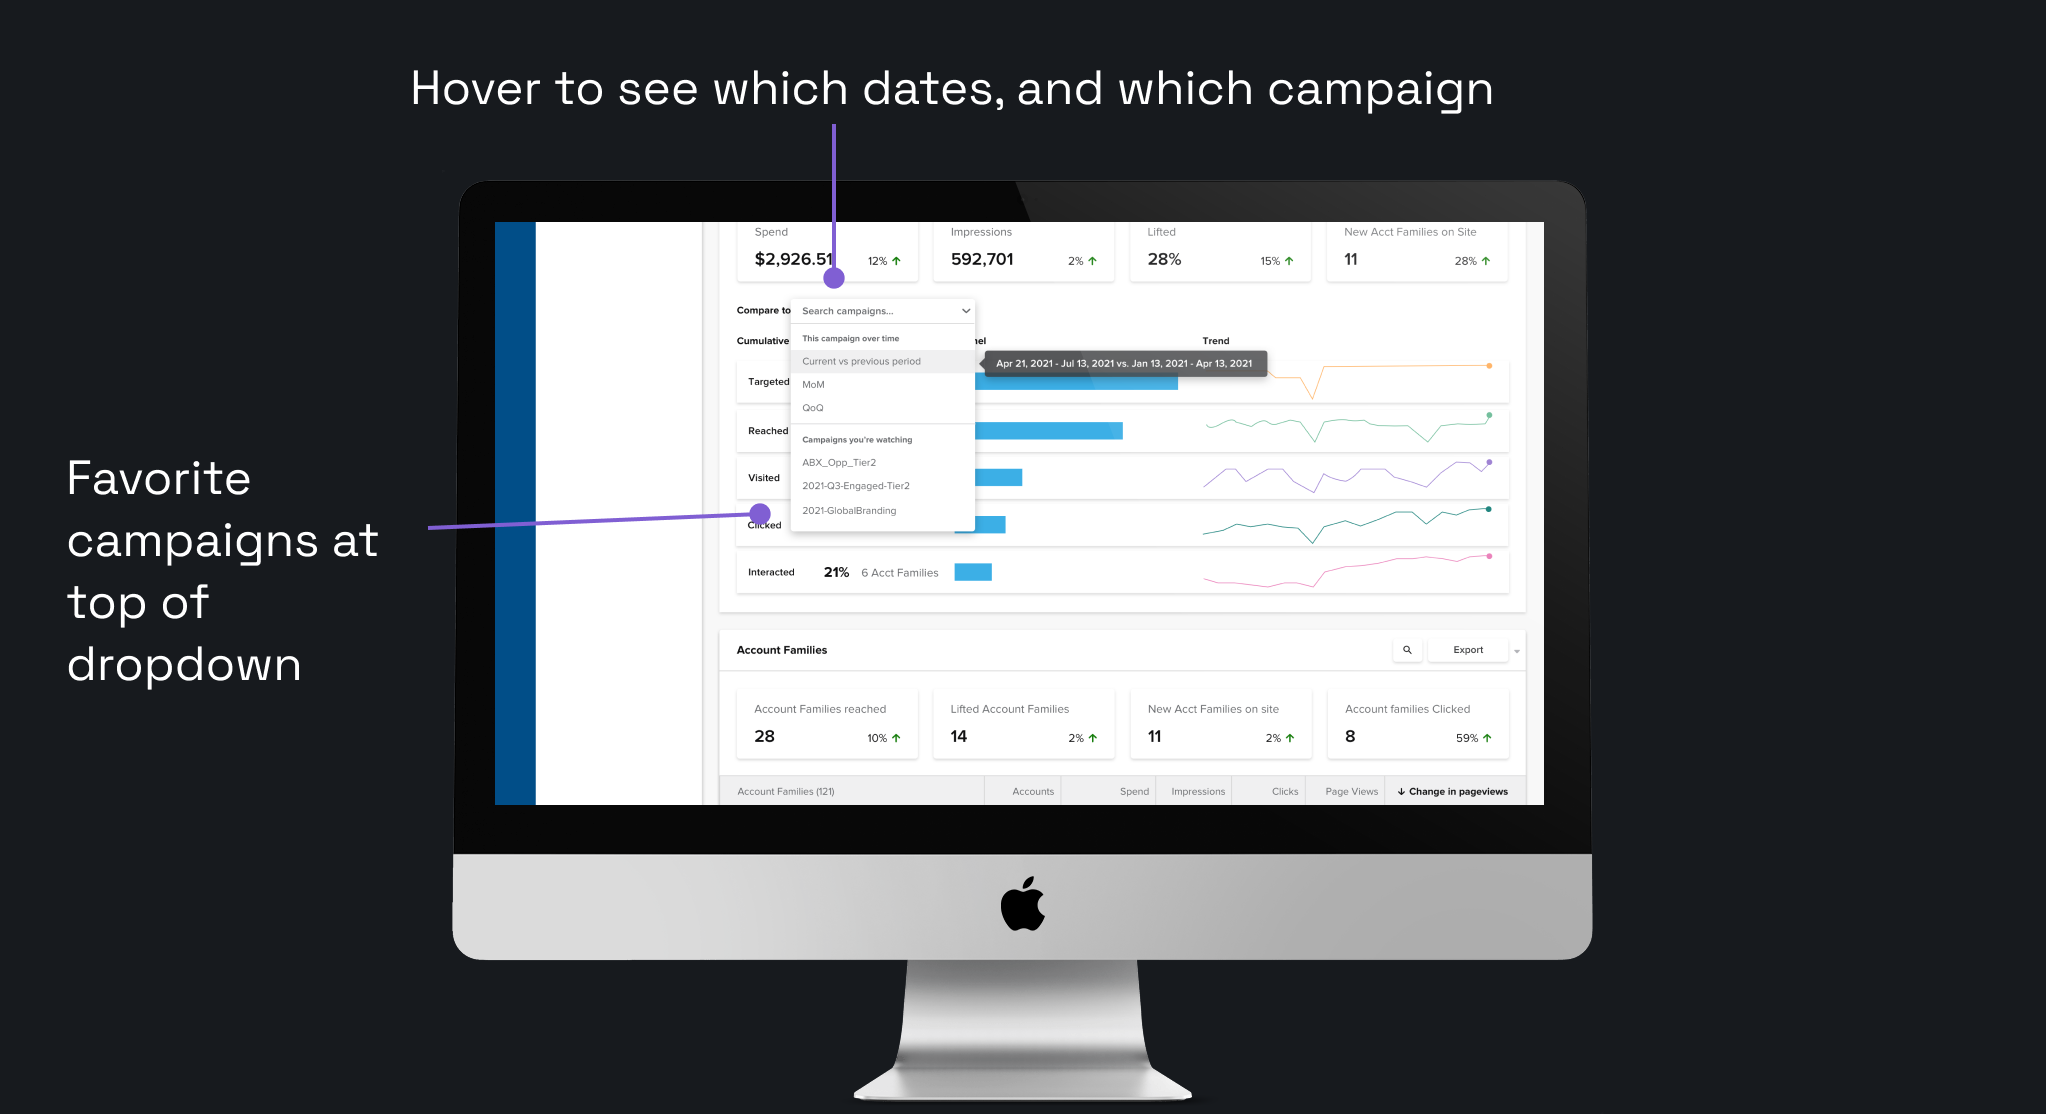 Hover to see which dates, and which campaign
Favorite
campaigns at
top of
dropdown
Spend
$2,926.51
12%
Impressions
592,701
2%
Lifted
28%
15%
New Acct Families on Site
11
28%
Compare to
Search campaigns...
This campaign over time
Current vs previous period
MoM
QoQ
Campaigns you're watching
ABX_Opp_Tier2
2021-Q3-Engaged-Tier2
2021-GlobalBranding
Apr 21, 2021 - Jul 13, 2021 vs. Jan 13, 2021 - Apr 13, 2021
Cumulative
Trend
Targeted
Reached
Visited
Clicked
Interacted 21% 6 Acct Families
Account Families
Export
Account Families reached
28
10%
Lifted Account Families
14
2%
New Acct Families on site
11
2%
Account families Clicked
8
59%
Account Families (121) Accounts Spend Impressions Clicks Page Views Change in pageviews